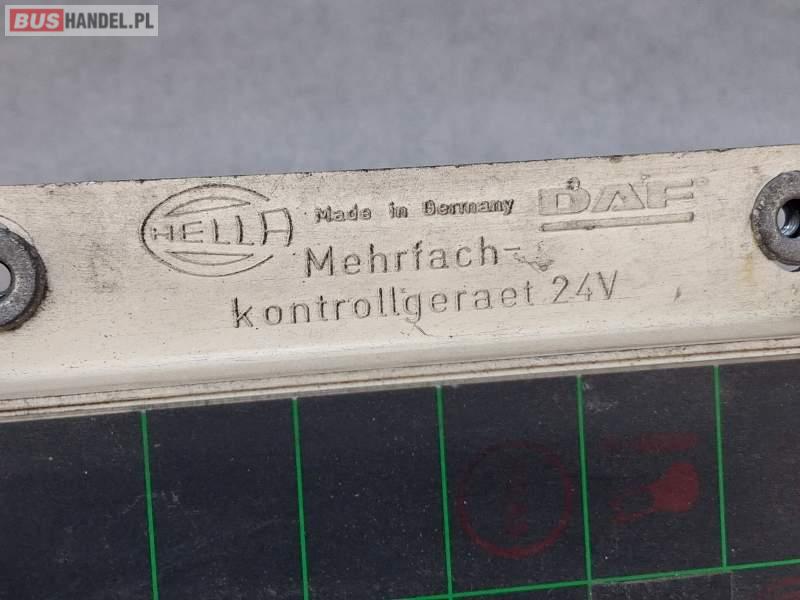 BUSHANDEL.PL
HELLA Made in Germany DAF
Mehrfach-
kontrollgeraet 24V